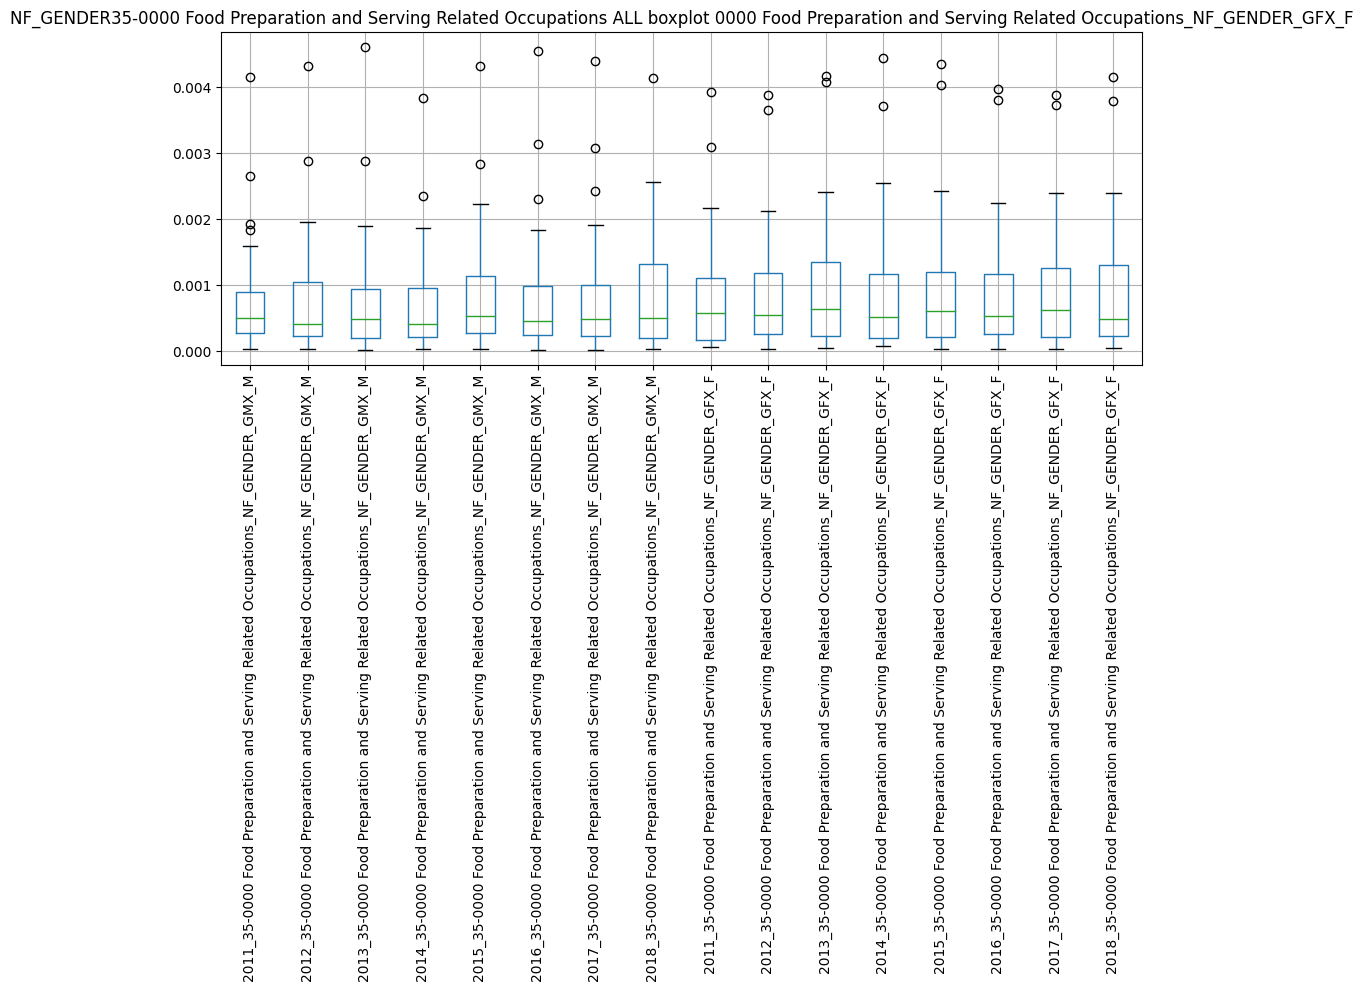 NF_GENDER35-0000 Food Preparation and Serving Related Occupations ALL boxplot 0000 Food Preparation and Serving Related Occupations_NF_GENDER_GFX_F
0.004
0.003
0.002
0.001
0.000
2011_35-0000 Food Preparation and Serving Related Occupations_NF_GENDER_GMX_M
2012_35-0000 Food Preparation and Serving Related Occupations_NF_GENDER_GMX_M
2013_35-0000 Food Preparation and Serving Related Occupations_NF_GENDER_GMX_M
2014_35-0000 Food Preparation and Serving Related Occupations_NF_GENDER_GMX_M
2015_35-0000 Food Preparation and Serving Related Occupations_NF_GENDER_GMX_M
2016_35-0000 Food Preparation and Serving Related Occupations_NF_GENDER_GMX_M
2017_35-0000 Food Preparation and Serving Related Occupations_NF_GENDER_GMX_M
2018_35-0000 Food Preparation and Serving Related Occupations_NF_GENDER_GMX_M
2011_35-0000 Food Preparation and Serving Related Occupations_NF_GENDER_GFX_F
2012_35-0000 Food Preparation and Serving Related Occupations_NF_GENDER_GFX_F
2013_35-0000 Food Preparation and Serving Related Occupations_NF_GENDER_GFX_F
2014_35-0000 Food Preparation and Serving Related Occupations_NF_GENDER_GFX_F
2015_35-0000 Food Preparation and Serving Related Occupations_NF_GENDER_GFX_F
2016_35-0000 Food Preparation and Serving Related Occupations_NF_GENDER_GFX_F
2017_35-0000 Food Preparation and Serving Related Occupations_NF_GENDER_GFX_F
2018_35-0000 Food Preparation and Serving Related Occupations_NF_GENDER_GFX_F